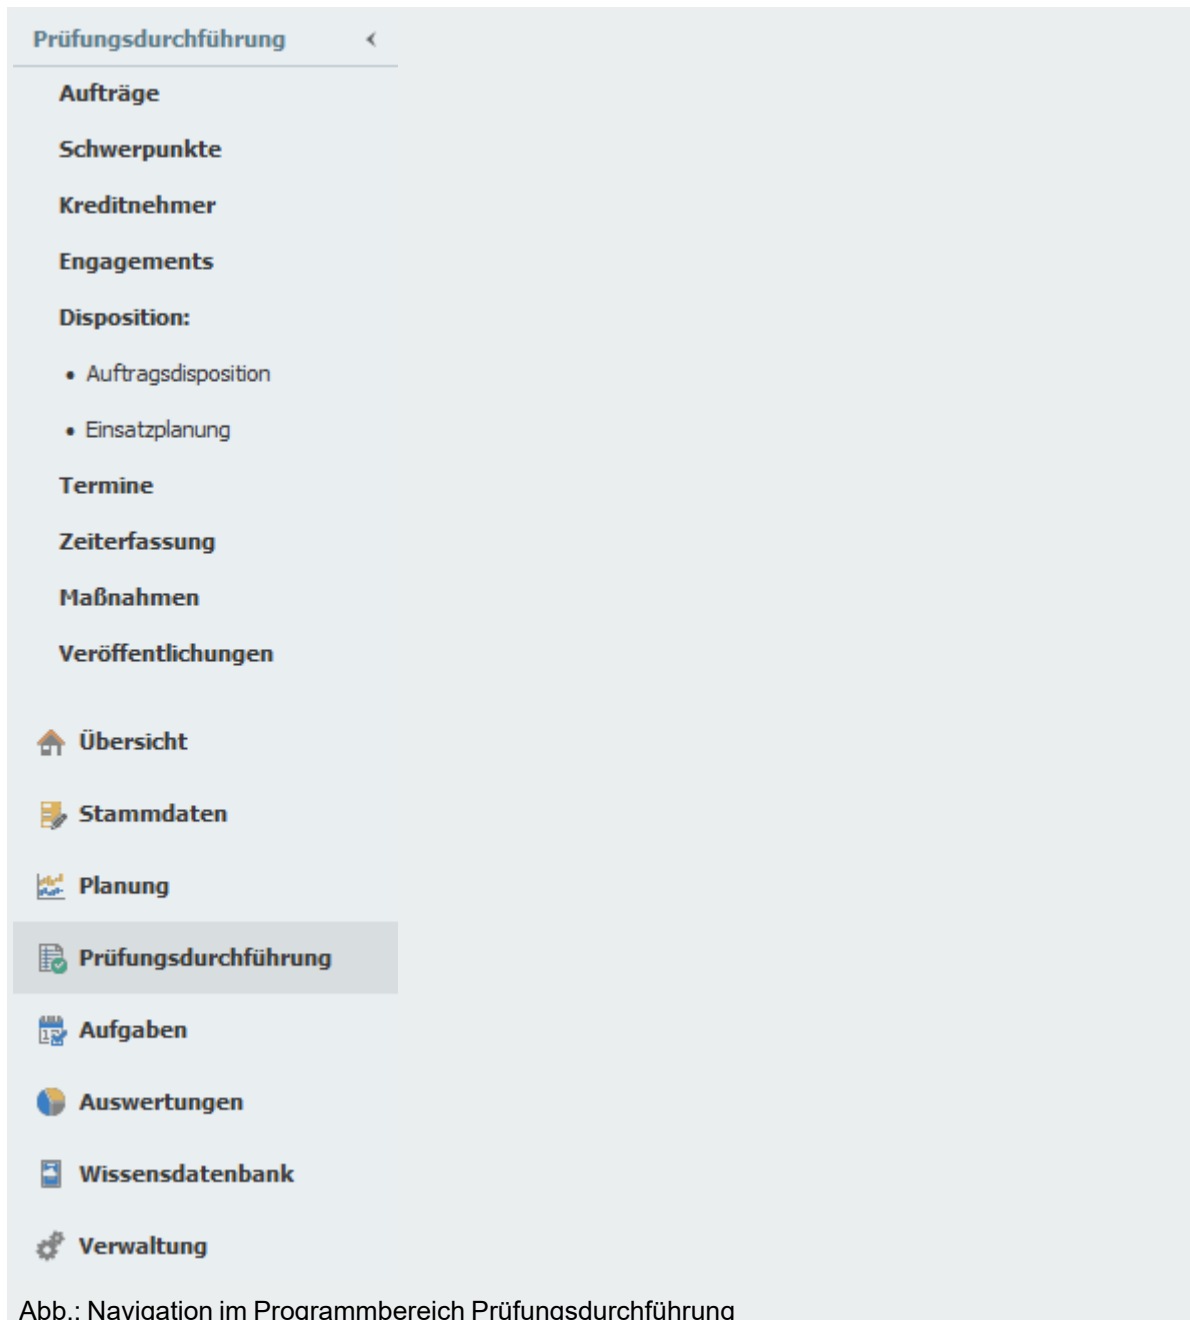 Prüfungsdurchführung
Aufträge
Schwerpunkte
Kreditnehmer
Engagements
Disposition:
• Auftragsdisposition
• Einsatzplanung
Termine
Zeiterfassung
Maßnahmen
Veröffentlichungen
Übersicht
Stammdaten
Planung
Prüfungsdurchführung
Aufgaben
Auswertungen
Wissensdatenbank
Verwaltung
Abb.: Navigation im Programmbereich Prüfungsdurchführung